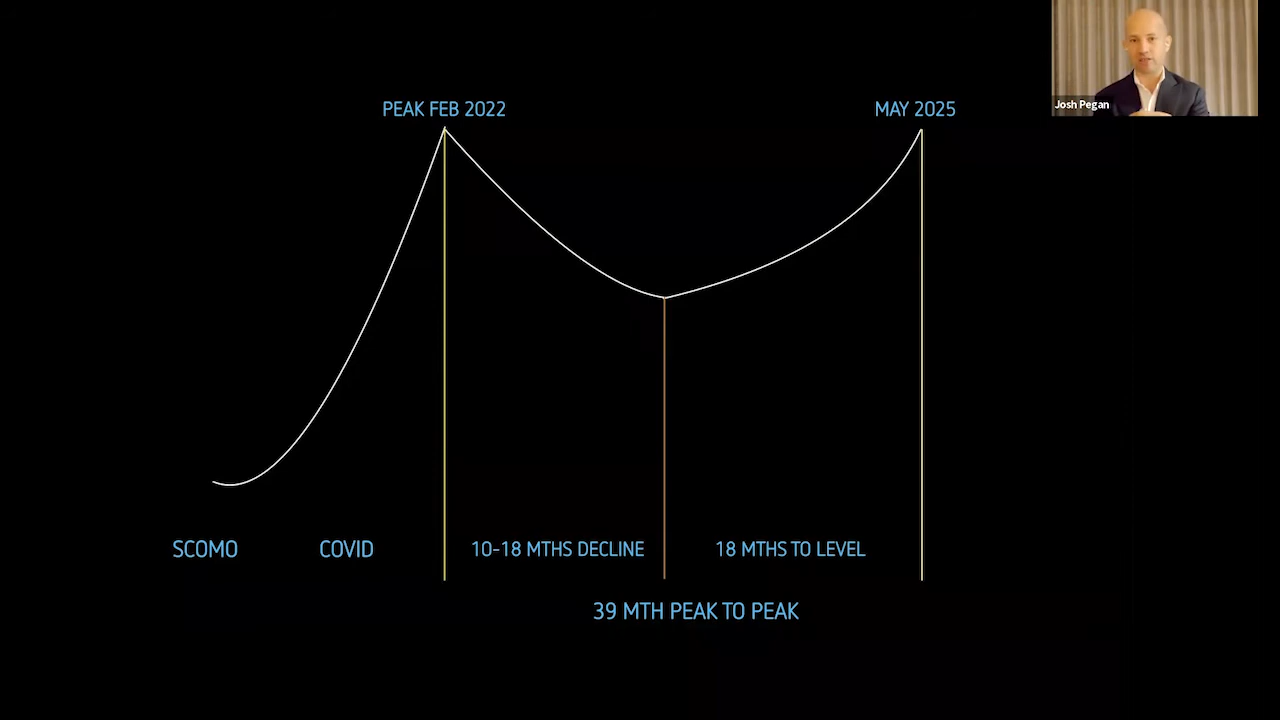 PEAK FEB 2022
MAY 2025
Josh Pegan
SCOMO
COVID
10-18 MTHS DECLINE
18 MTHS TO LEVEL
39 MTH PEAK TO PEAK